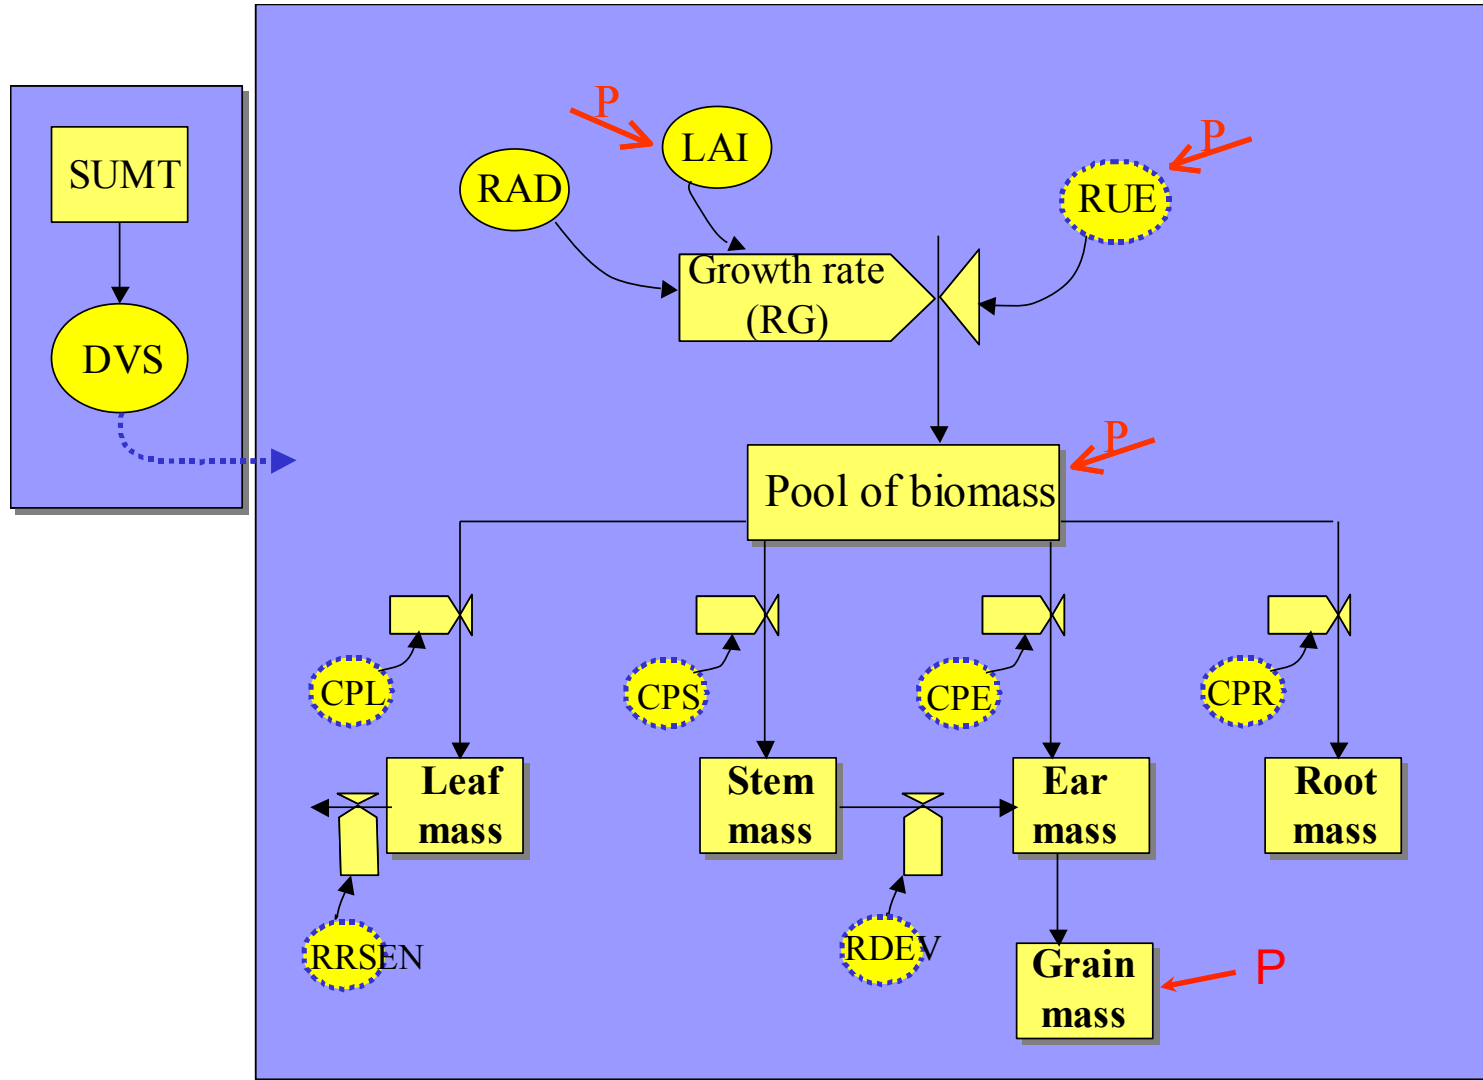 SUMT
DVS
P
LAI
RAD
P
RUE
Growth rate
(RG)
P
Pool of biomass
CPL
CPS
CPE
CPR
Leaf
mass
Stem
mass
Ear
mass
Root
mass
RRSEN
RDEV
Grain
mass
P